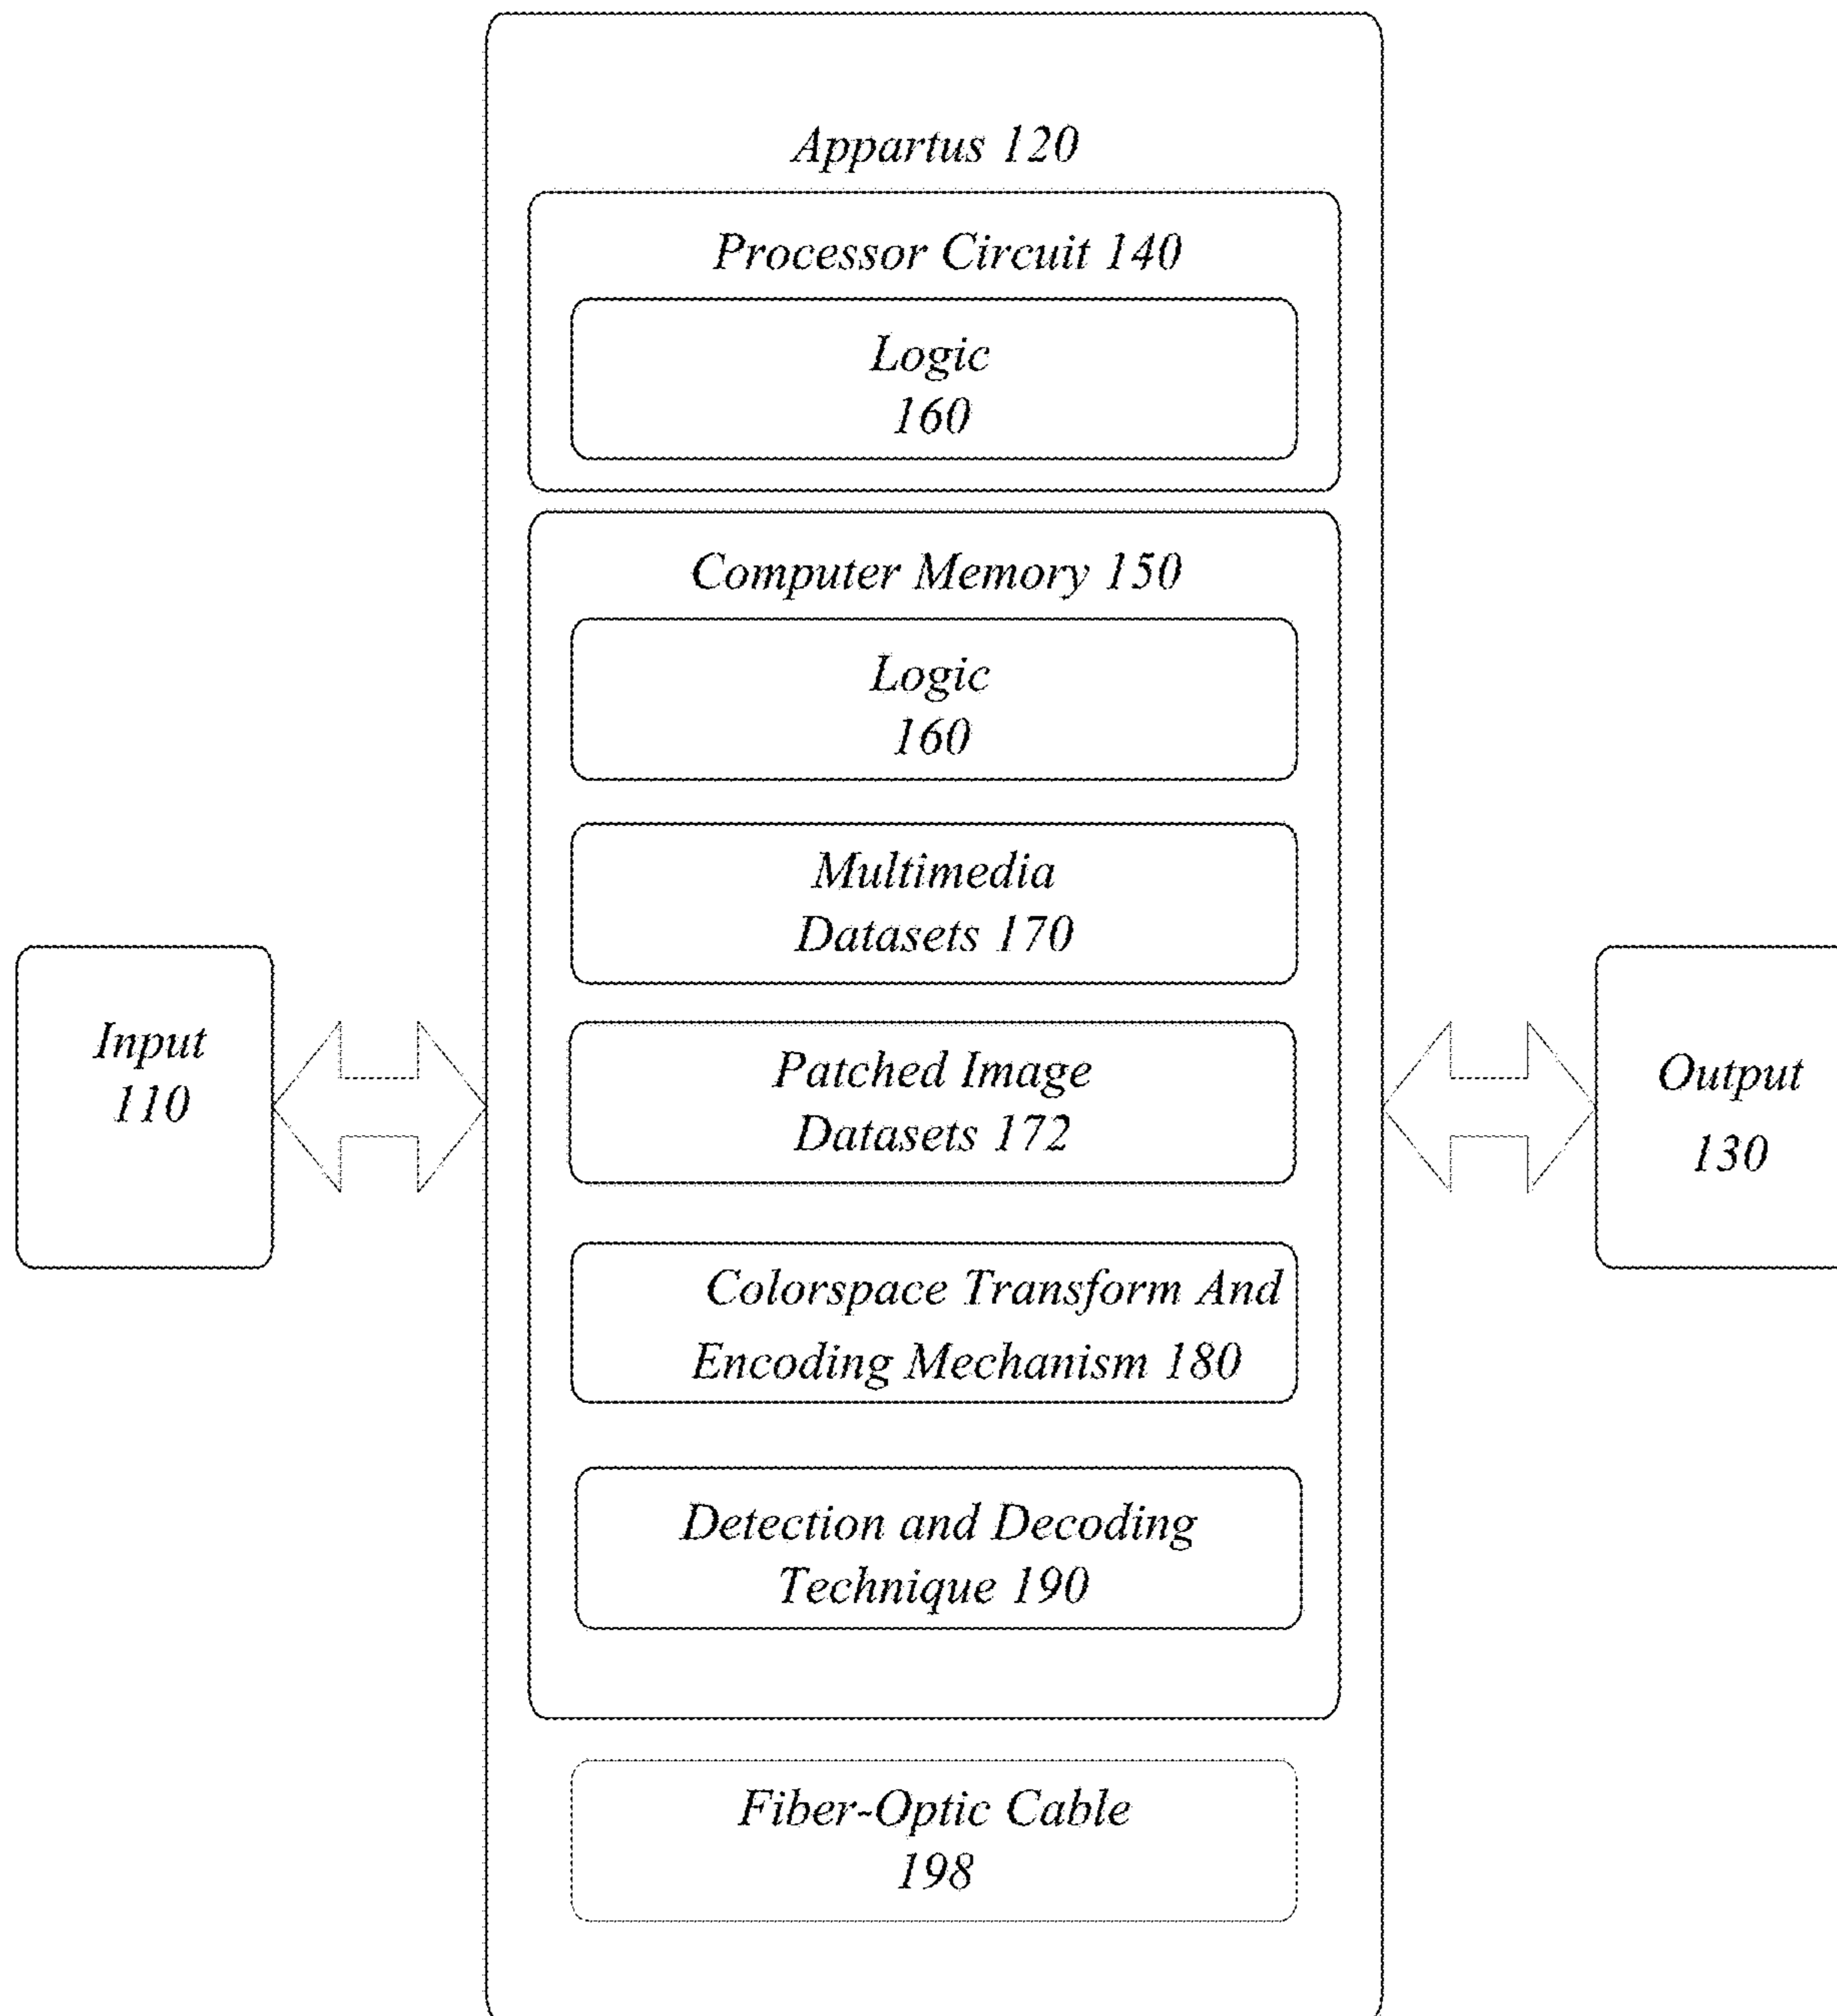 Appartus 120
Processor Circuit 140
Logic
160
Computer Memory 150
Logic
160
Multimedia
Datasets 170
Patched Image
Datasets 172
Colorspace Transform And
Encoding Mechanism 180
Detection and Decoding
Technique 190
Fiber-Optic Cable
198
Input
110
Output
130